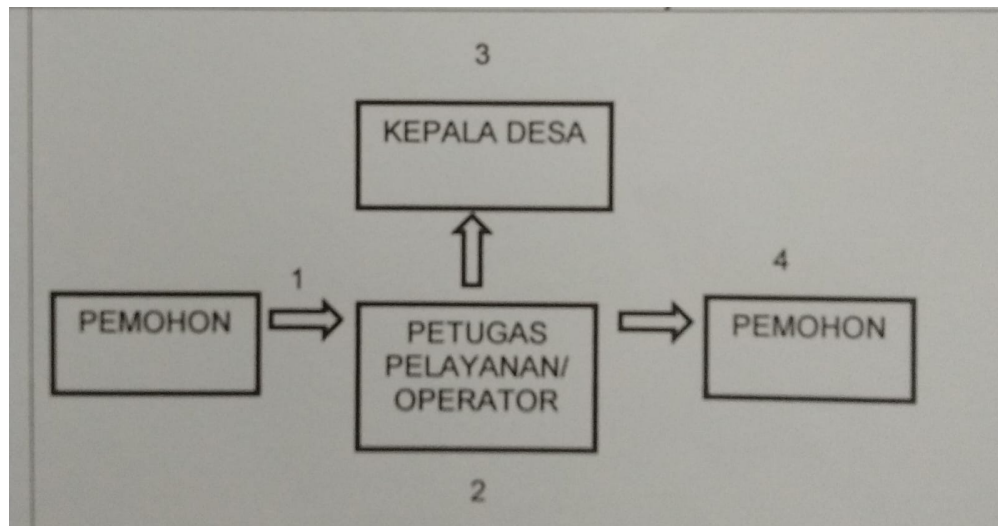 3
KEPALA DESA
1
4
PEMOHON
PETUGAS
PELAYANAN/
OPERATOR
PEMOHON
2